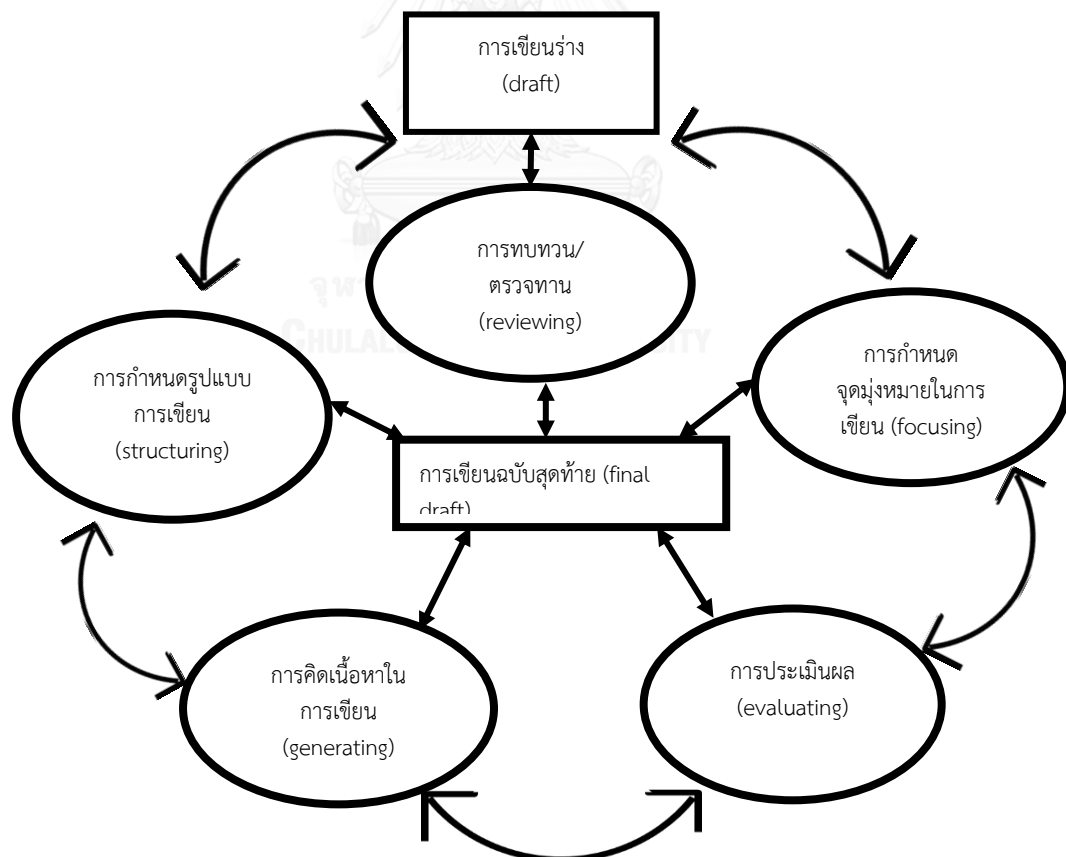 การเขียนร่าง
(draft)
การทบทวน/
ตรวจทาน
(reviewing)
การกำหนดรูปแบบ
การเขียน
(structuring)
การกำหนด
จุดมุ่งหมายในการ
เขียน (focusing)
การเขียนฉบับสุดท้าย (final
draft)
การคิดเนื้อหาใน
การเขียน
(generating)
การประเมินผล
(evaluating)